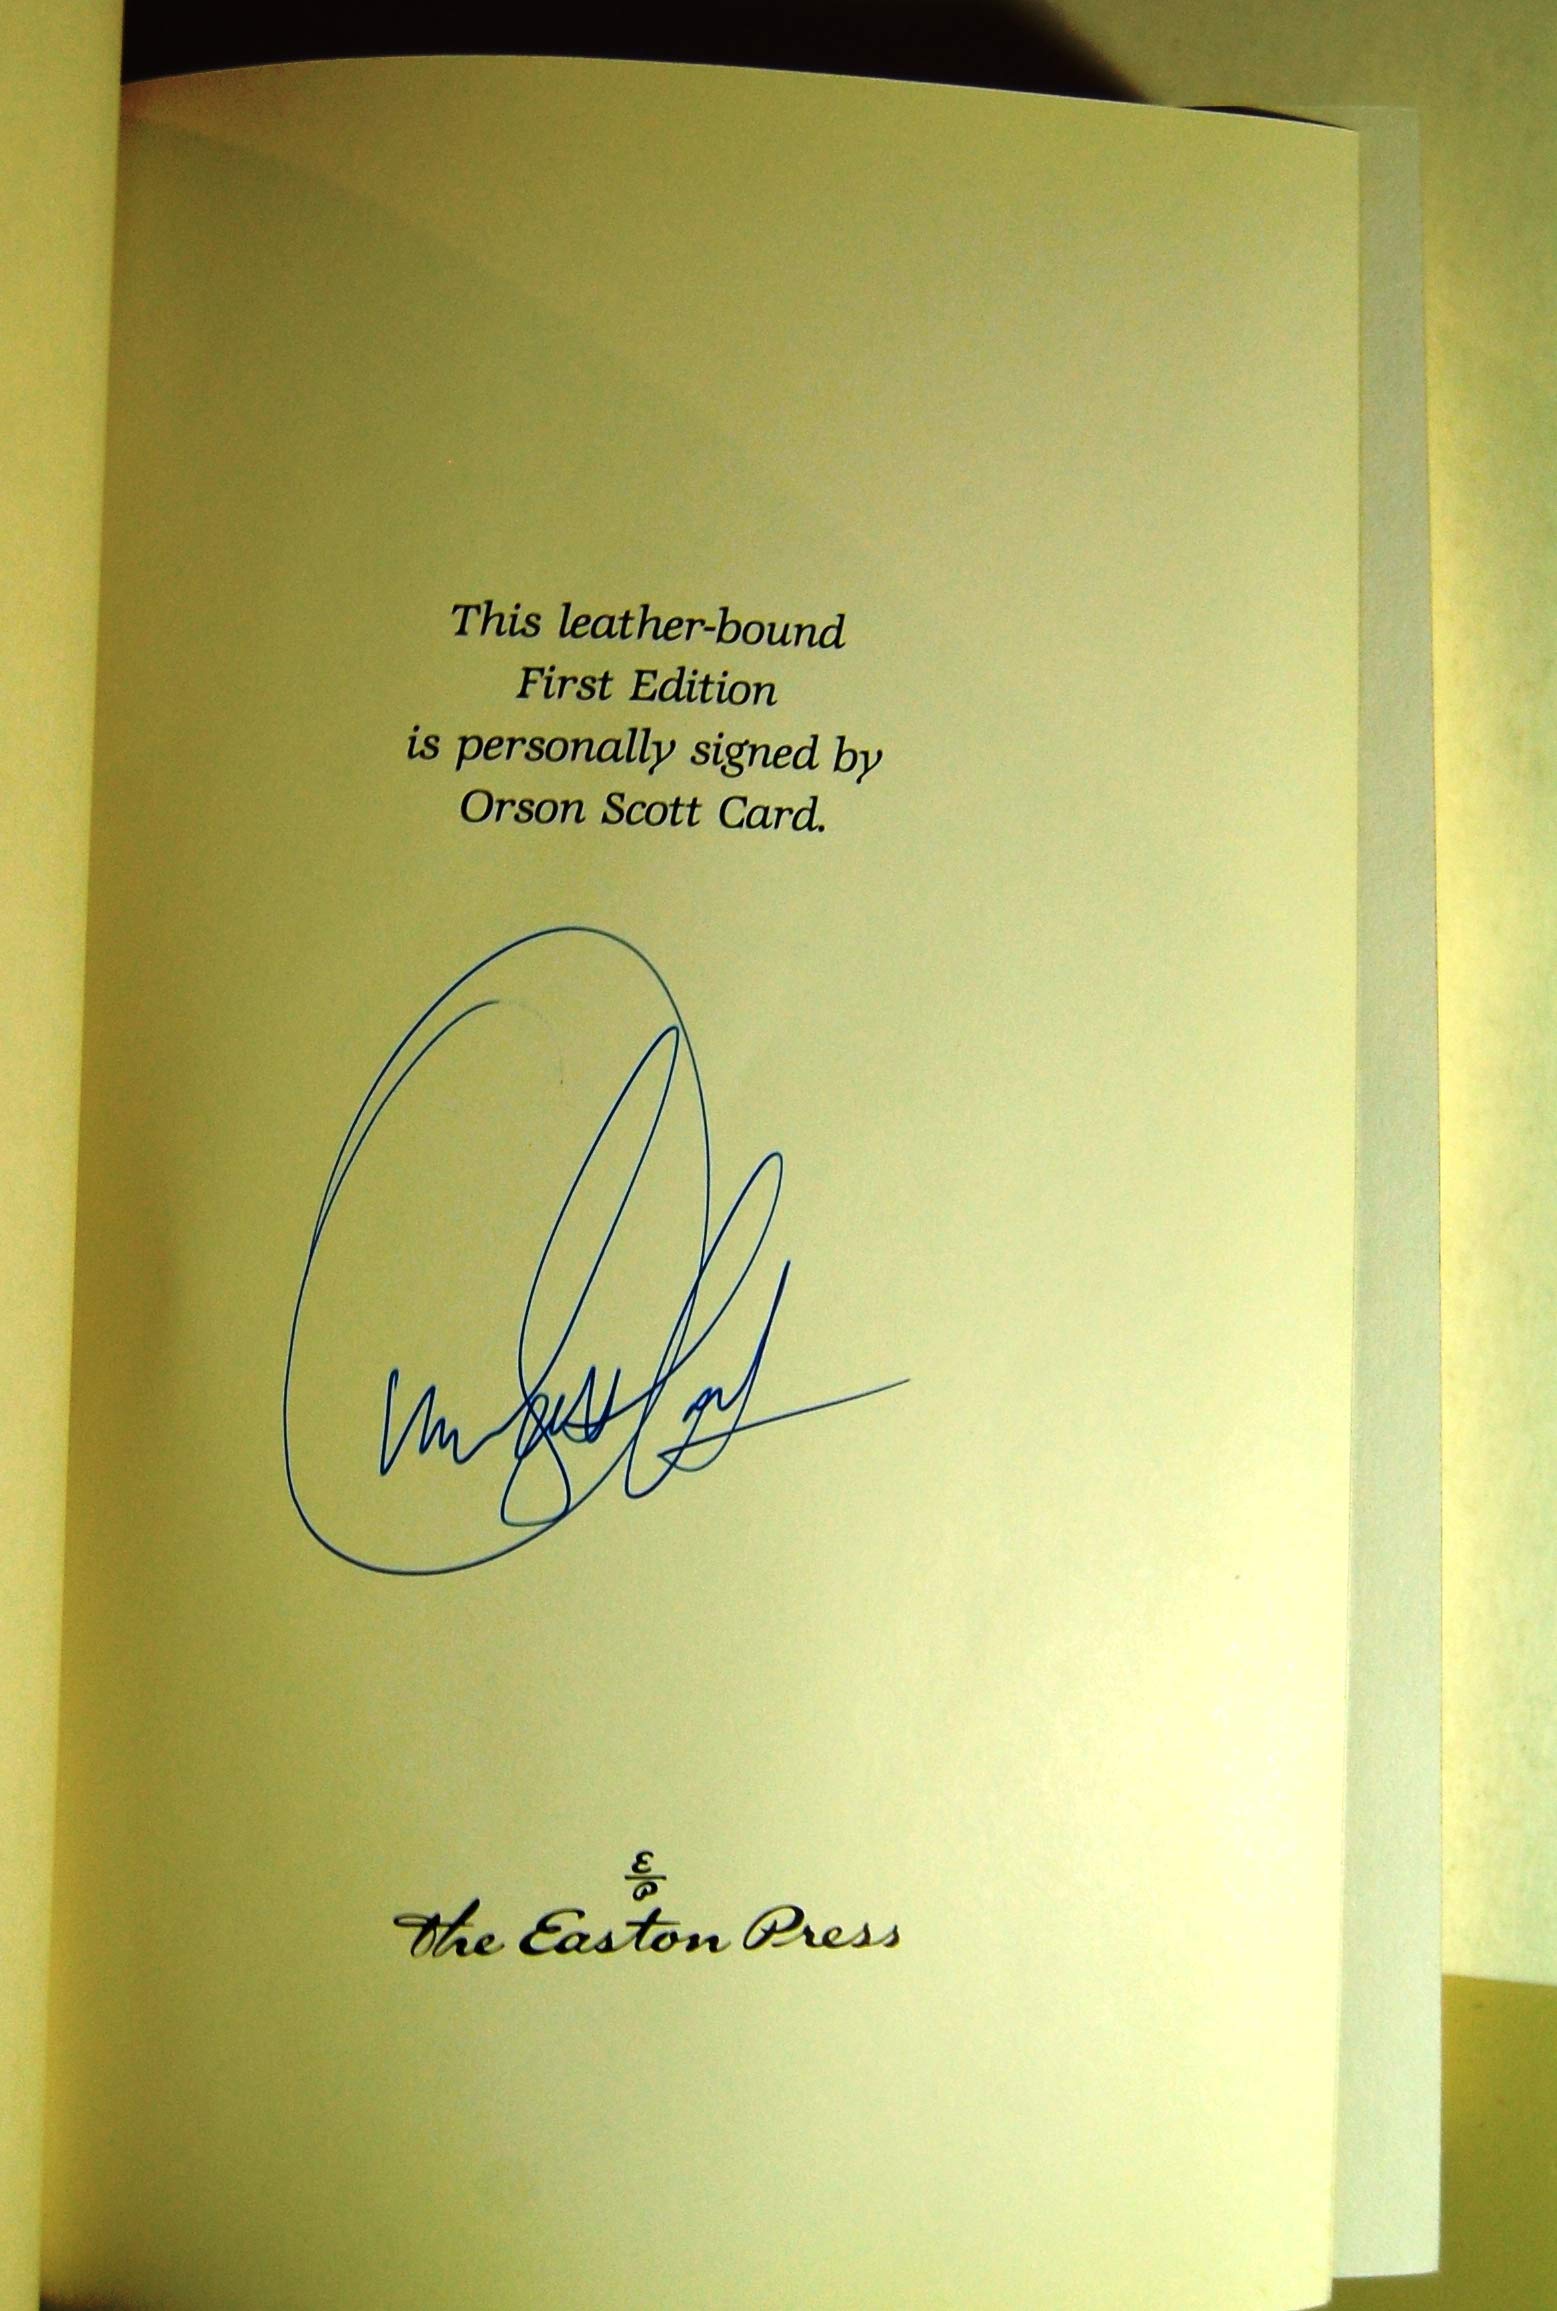 This leather-bound
First Edition
is personally signed by
Orson Scott Card.
E
P
The Easton Press